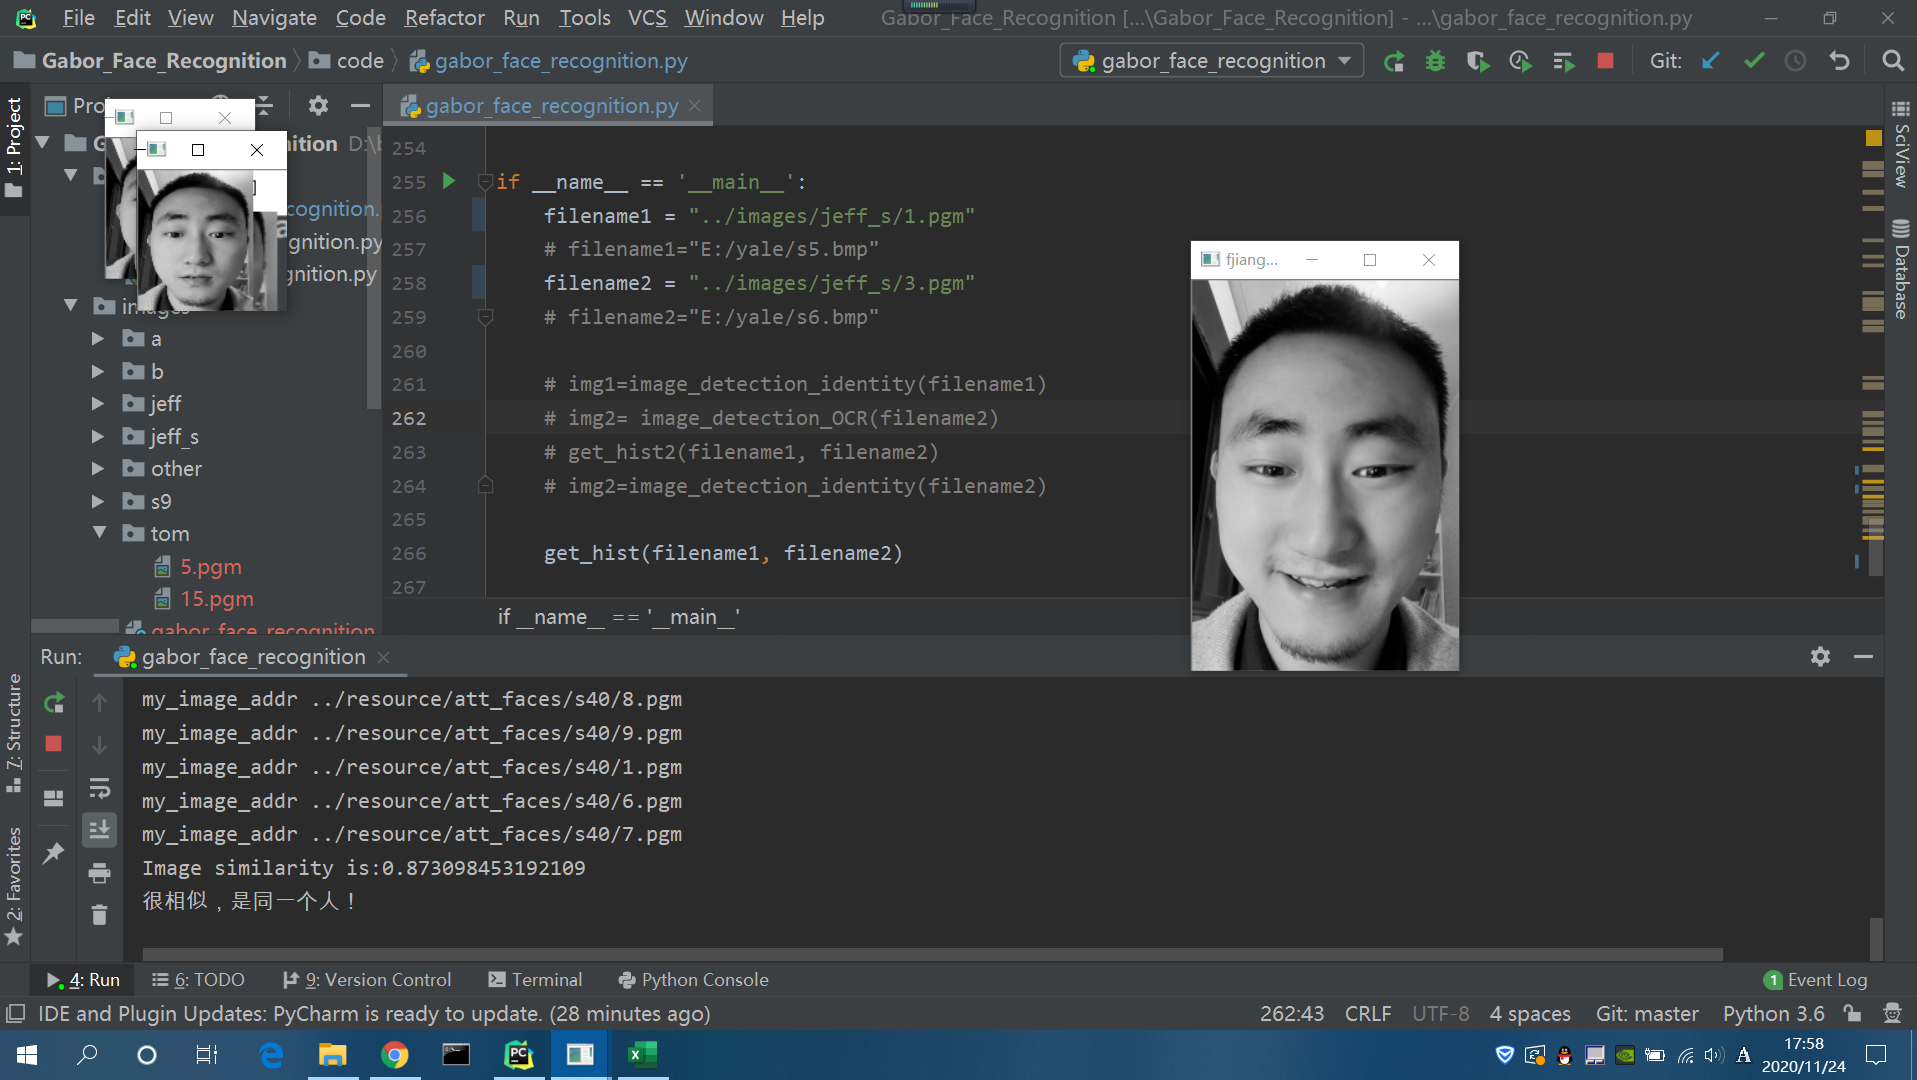 File Edit View Navigate Code Refactor Run Tools VCS Window Help
Gabor_Face_Recognition [...\Gabor_Face_Recognition] - ...\gabor_face_recognition.py
Gabor_Face_Recognition code gabor_face_recognition.py
gabor_face_recognition
Git:
1: Project
gabor_face_recognition.py
D:\
images
a
b
jeff
jeff_s
other
s9
tom
5.pgm
15.pgm
gabor_face_recognition
254
255 if __name__ == '__main__':
256 filename1 = "../images/jeff_s/1.pgm"
257 # filename1="E:/yale/s5.bmp"
258 filename2 = "../images/jeff_s/3.pgm"
259 # filename2="E:/yale/s6.bmp"
260
261 # img1=image_detection_identity(filename1)
262 # img2= image_detection_OCR(filename2)
263 # get_hist2(filename1, filename2)
264 # img2=image_detection_identity(filename2)
265
266 get_hist(filename1, filename2)
267
if __name__ == '__main__'
fjiang...
SciView
Database
Run: gabor_face_recognition
my_image_addr ../resource/att_faces/s40/8.pgm
my_image_addr ../resource/att_faces/s40/9.pgm
my_image_addr ../resource/att_faces/s40/1.pgm
my_image_addr ../resource/att_faces/s40/6.pgm
my_image_addr ../resource/att_faces/s40/7.pgm
Image similarity is:0.873098453192109
很相似，是同一个人！
7: Structure
2: Favorites
4: Run 6: TODO 9: Version Control Terminal Python Console
1 Event Log
IDE and Plugin Updates: PyCharm is ready to update. (28 minutes ago)
262:43 CRLF UTF-8 4 spaces Git: master Python 3.6
17:58
2020/11/24